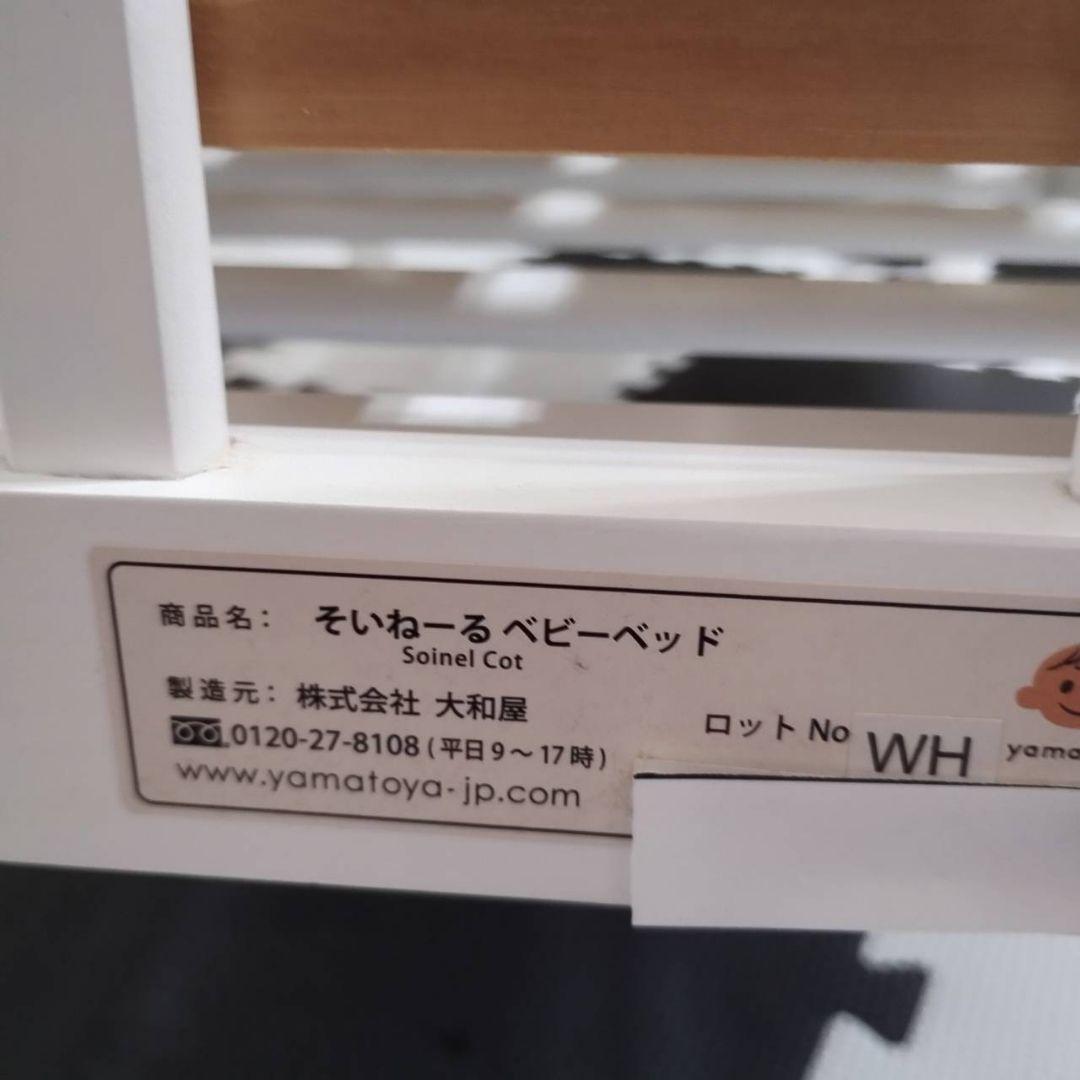 商品名： そいねーる ベビーベッド
Soinel Cot
製造元： 株式会社 大和屋
0120-27-8108 (平日9～17時)
www.yamatoya-jp.com
ロット No WH
yama